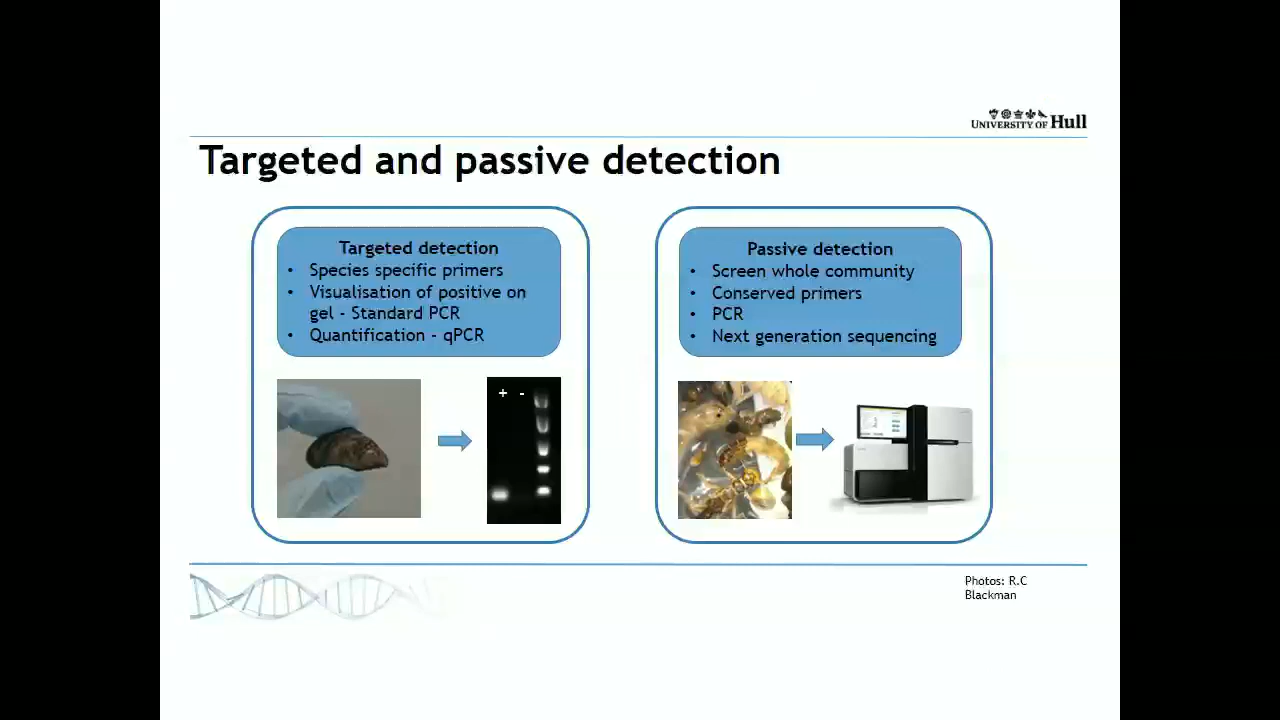 UNIVERSITY OF Hull
Targeted and passive detection
Targeted detection
• Species specific primers
• Visualisation of positive on
gel - Standard PCR
• Quantification - qPCR
Passive detection
• Screen whole community
• Conserved primers
• PCR
• Next generation sequencing
+ -
Photos: R.C
Blackman